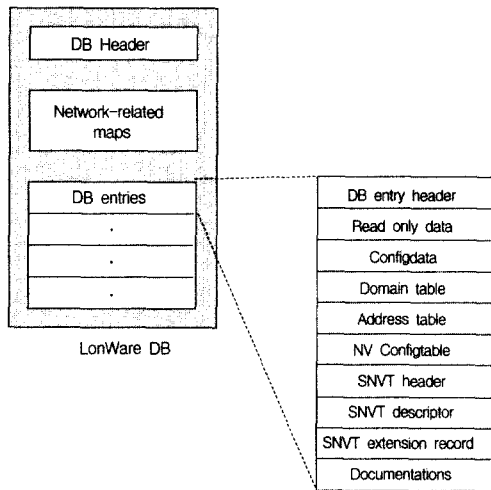 DB Header
Network-related
maps
DB entries
.
.
.
LonWare DB
DB entry header
Read only data
Configdata
Domain table
Address table
NV Configtable
SNVT header
SNVT descriptor
SNVT extension record
Documentations